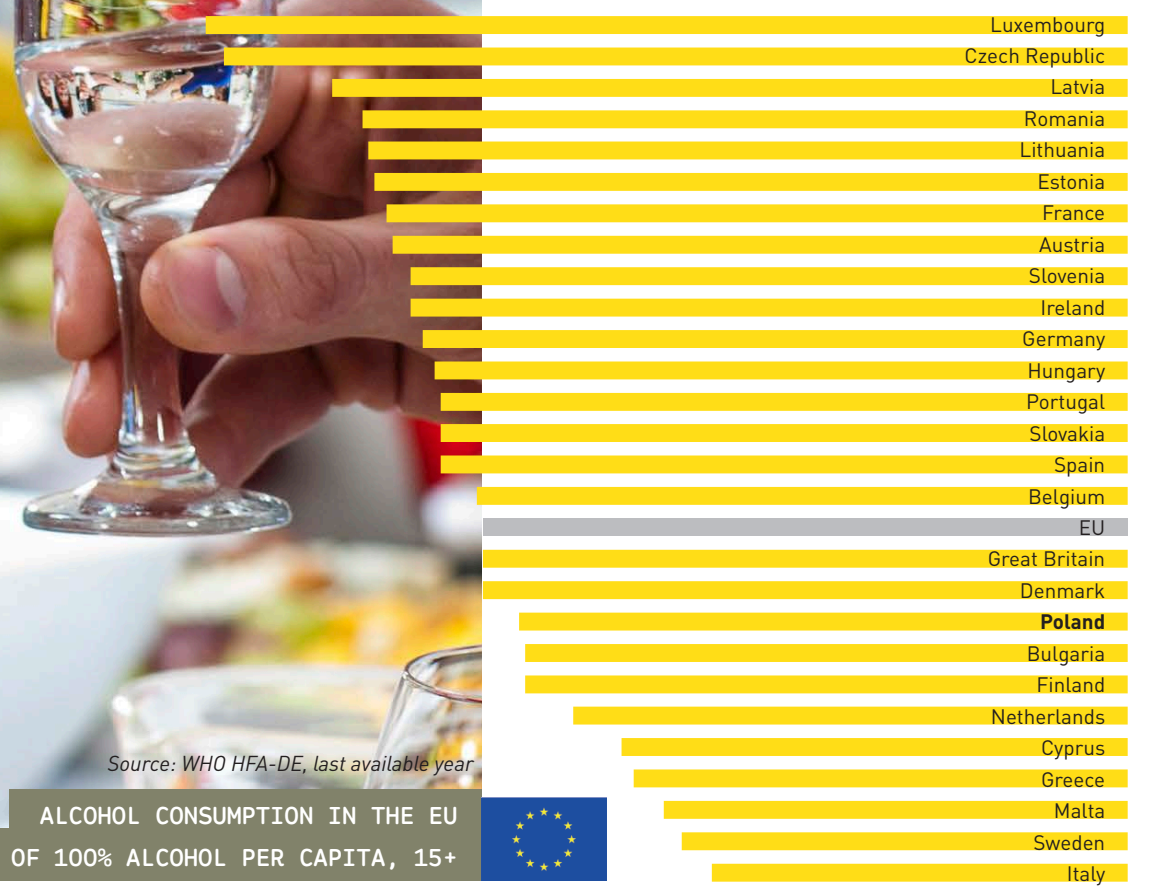 Luxembourg
Czech Republic
Latvia
Romania
Lithuania
Estonia
France
Austria
Slovenia
Ireland
Germany
Hungary
Portugal
Slovakia
Spain
Belgium
EU
Great Britain
Denmark
Poland
Bulgaria
Finland
Netherlands
Cyprus
Greece
Malta
Sweden
Italy
Source: WHO HFA-DE, last available year
ALCOHOL CONSUMPTION IN THE EU
OF 100% ALCOHOL PER CAPITA, 15+